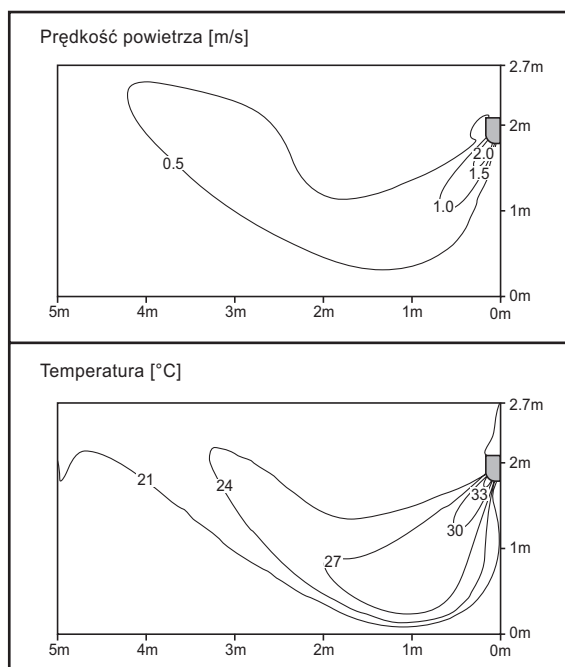 Prędkość powietrza [m/s]
2.7m
2m
2.0
0.5
1.5
1.0
1m
0m
5m 4m 3m 2m 1m 0m
Temperatura [°C]
2.7m
2m
21
24
33
30
27
1m
0m
5m 4m 3m 2m 1m 0m